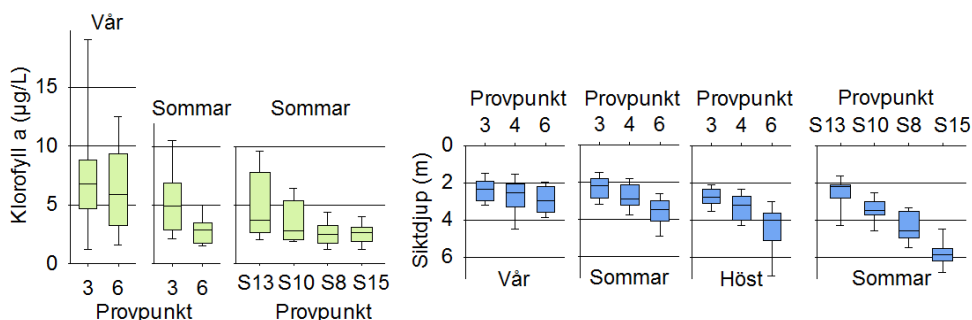 Vår
Klorofyll a (µg/L)
15
10
5
0
3 6
Provpunkt
Sommar
3 6
Sommar
S13 S10 S8 S15
Provpunkt
Siktdjup (m)
0
2
4
6
Provpunkt
3 4 6
Vår
Provpunkt
3 4 6
Sommar
Provpunkt
3 4 6
Höst
Provpunkt
S13 S10 S8 S15
Sommar